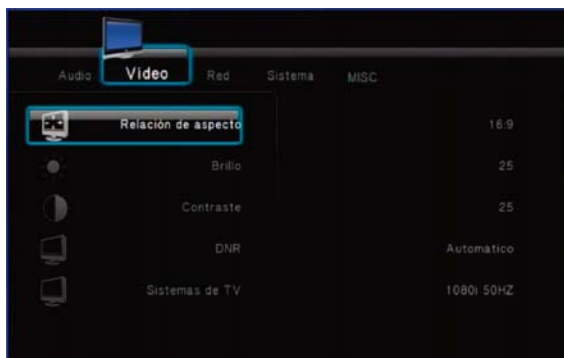 Audio Video Red Sistema MISC
Relación de aspecto 16:9
Brillo 25
Contraste 25
DNR Automático
Sistemas de TV 1080i 50HZ